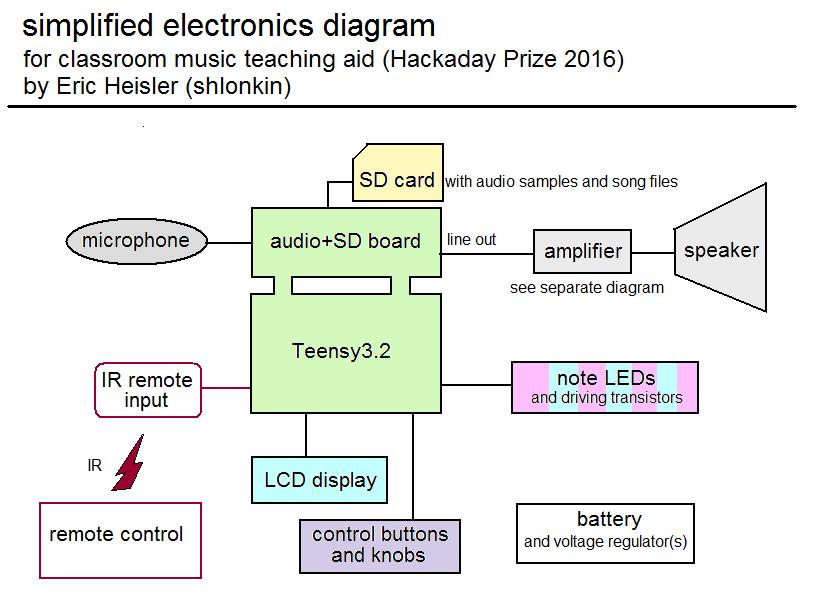 simplified electronics diagram
for classroom music teaching aid (Hackaday Prize 2016)
by Eric Heisler (shlonkin)
SD card
with audio samples and song files
microphone
audio+SD board
line out
amplifier
speaker
see separate diagram
Teensy3.2
IR remote
input
note LEDs
and driving transistors
IR
LCD display
remote control
control buttons
and knobs
battery
and voltage regulator(s)